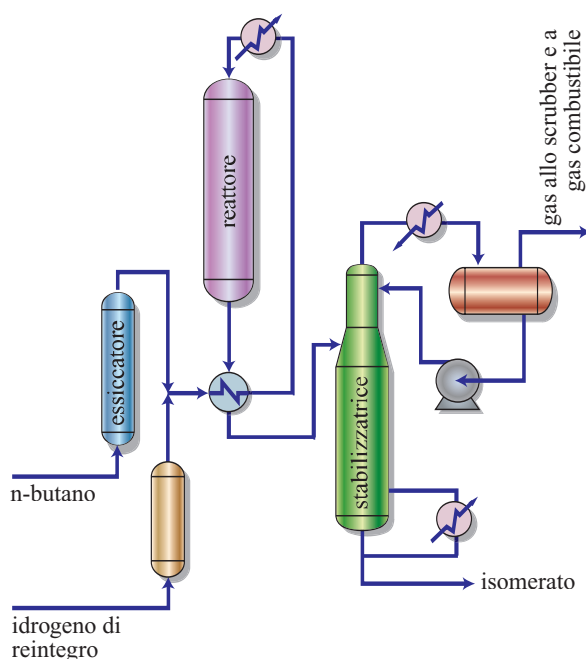 gas allo scrubber e a
gas combustibile
reattore
essiccatore
stabilizzatrice
n-butano
isomerato
idrogeno di
reintegro